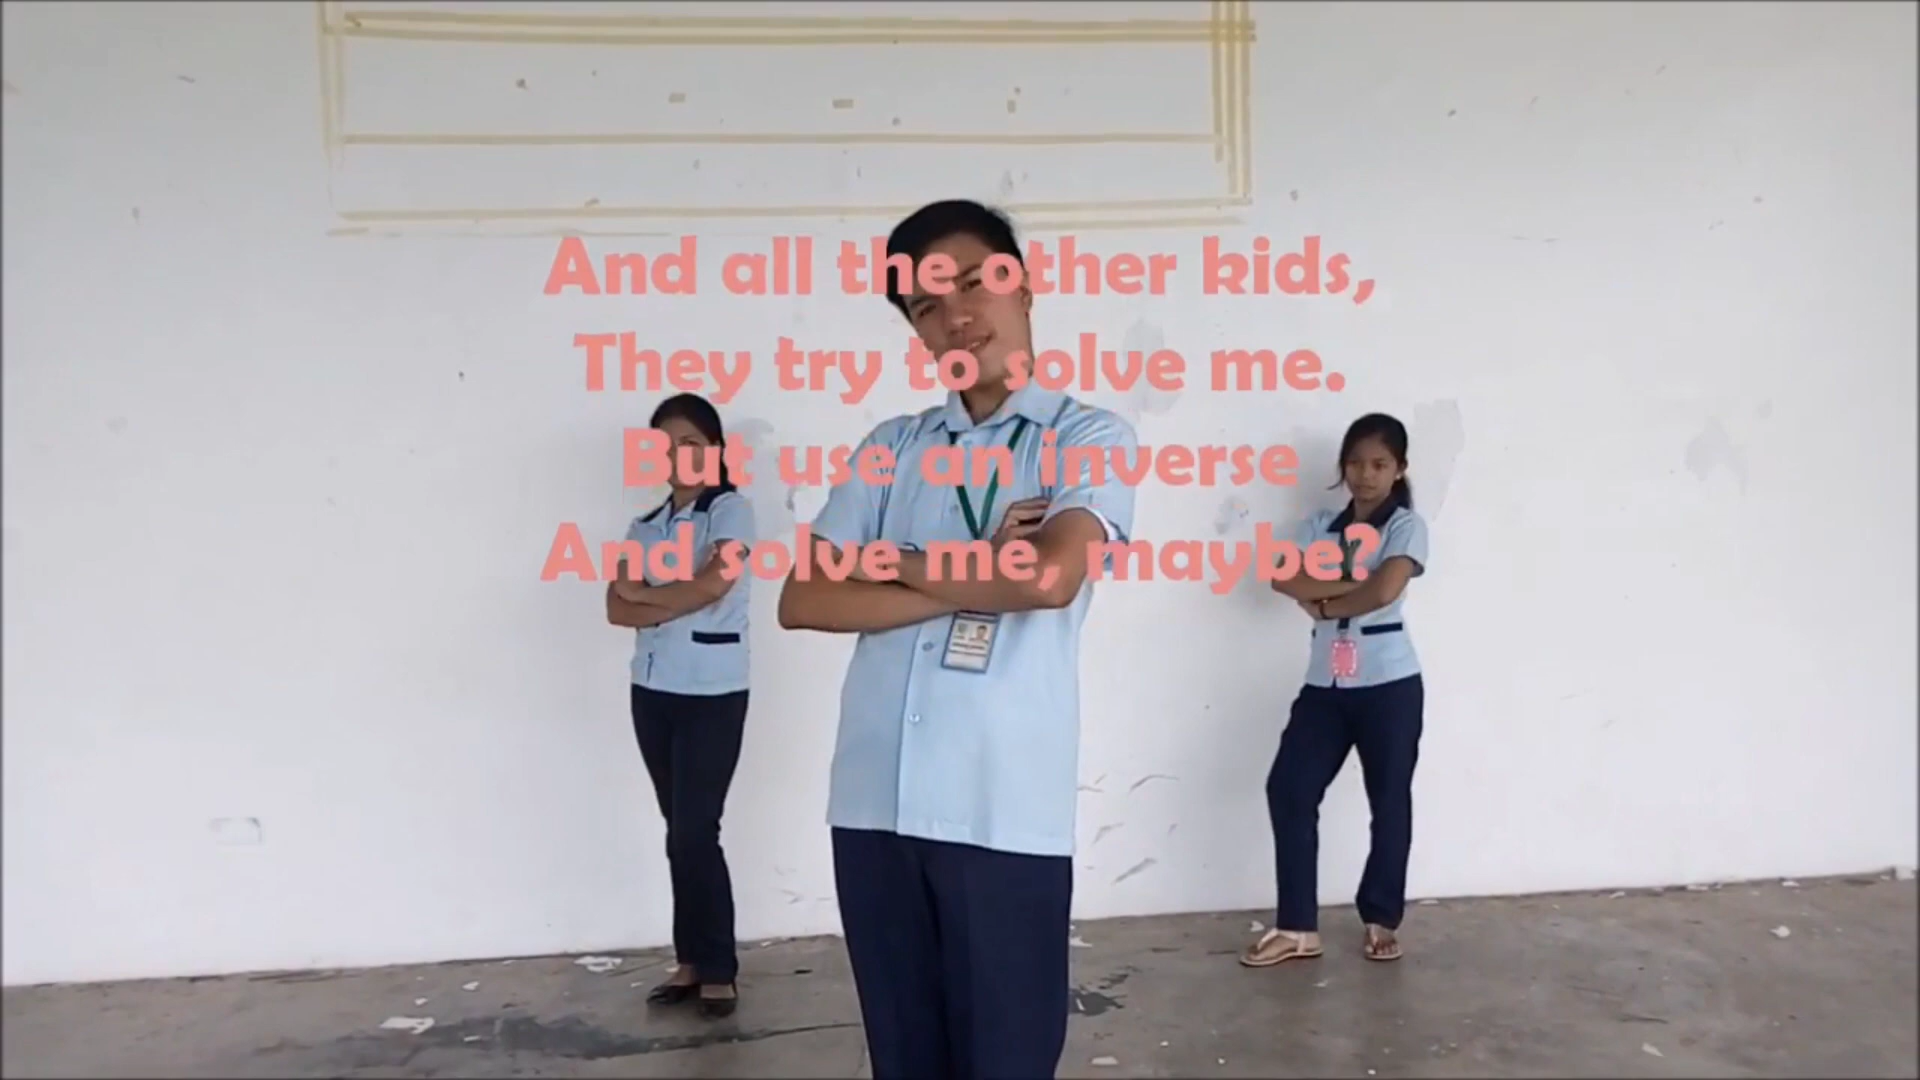 And all the other kids,
They try to solve me.
But use an inverse
And solve me, maybe?